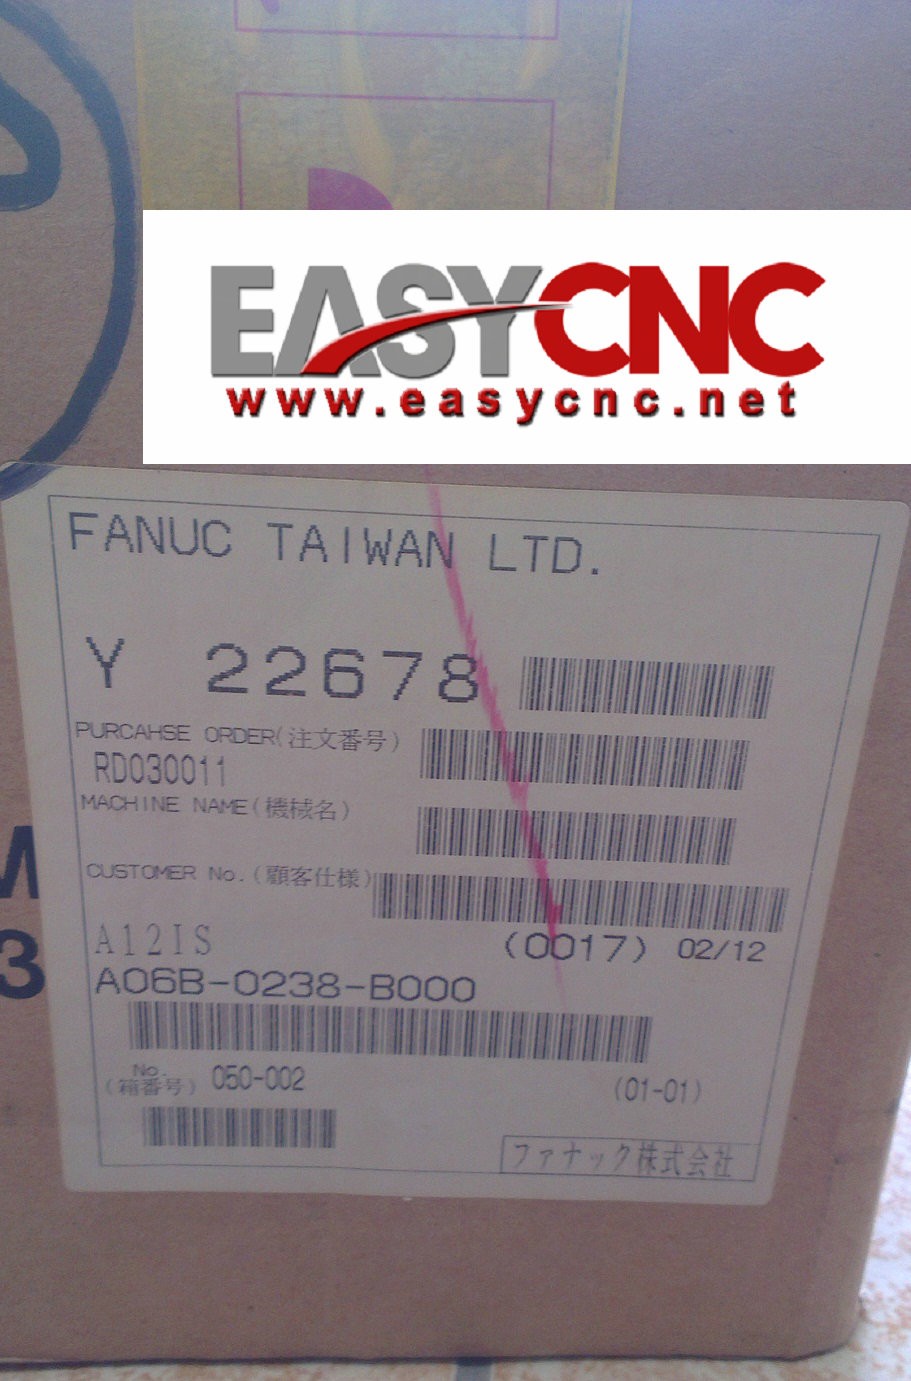 EASYCNC
www.easycnc.net
FANUC TAIWAN LTD.
Y 22678
PURCAHSE ORDER(注文番号)
RD030011
MACHINE NAME(機械名)
CUSTOMER No.(顧客仕様)
A12IS (0017) 02/12
A06B-0238-B000
No.
(箱番号) 050-002 (01-01)
ファナック株式会社